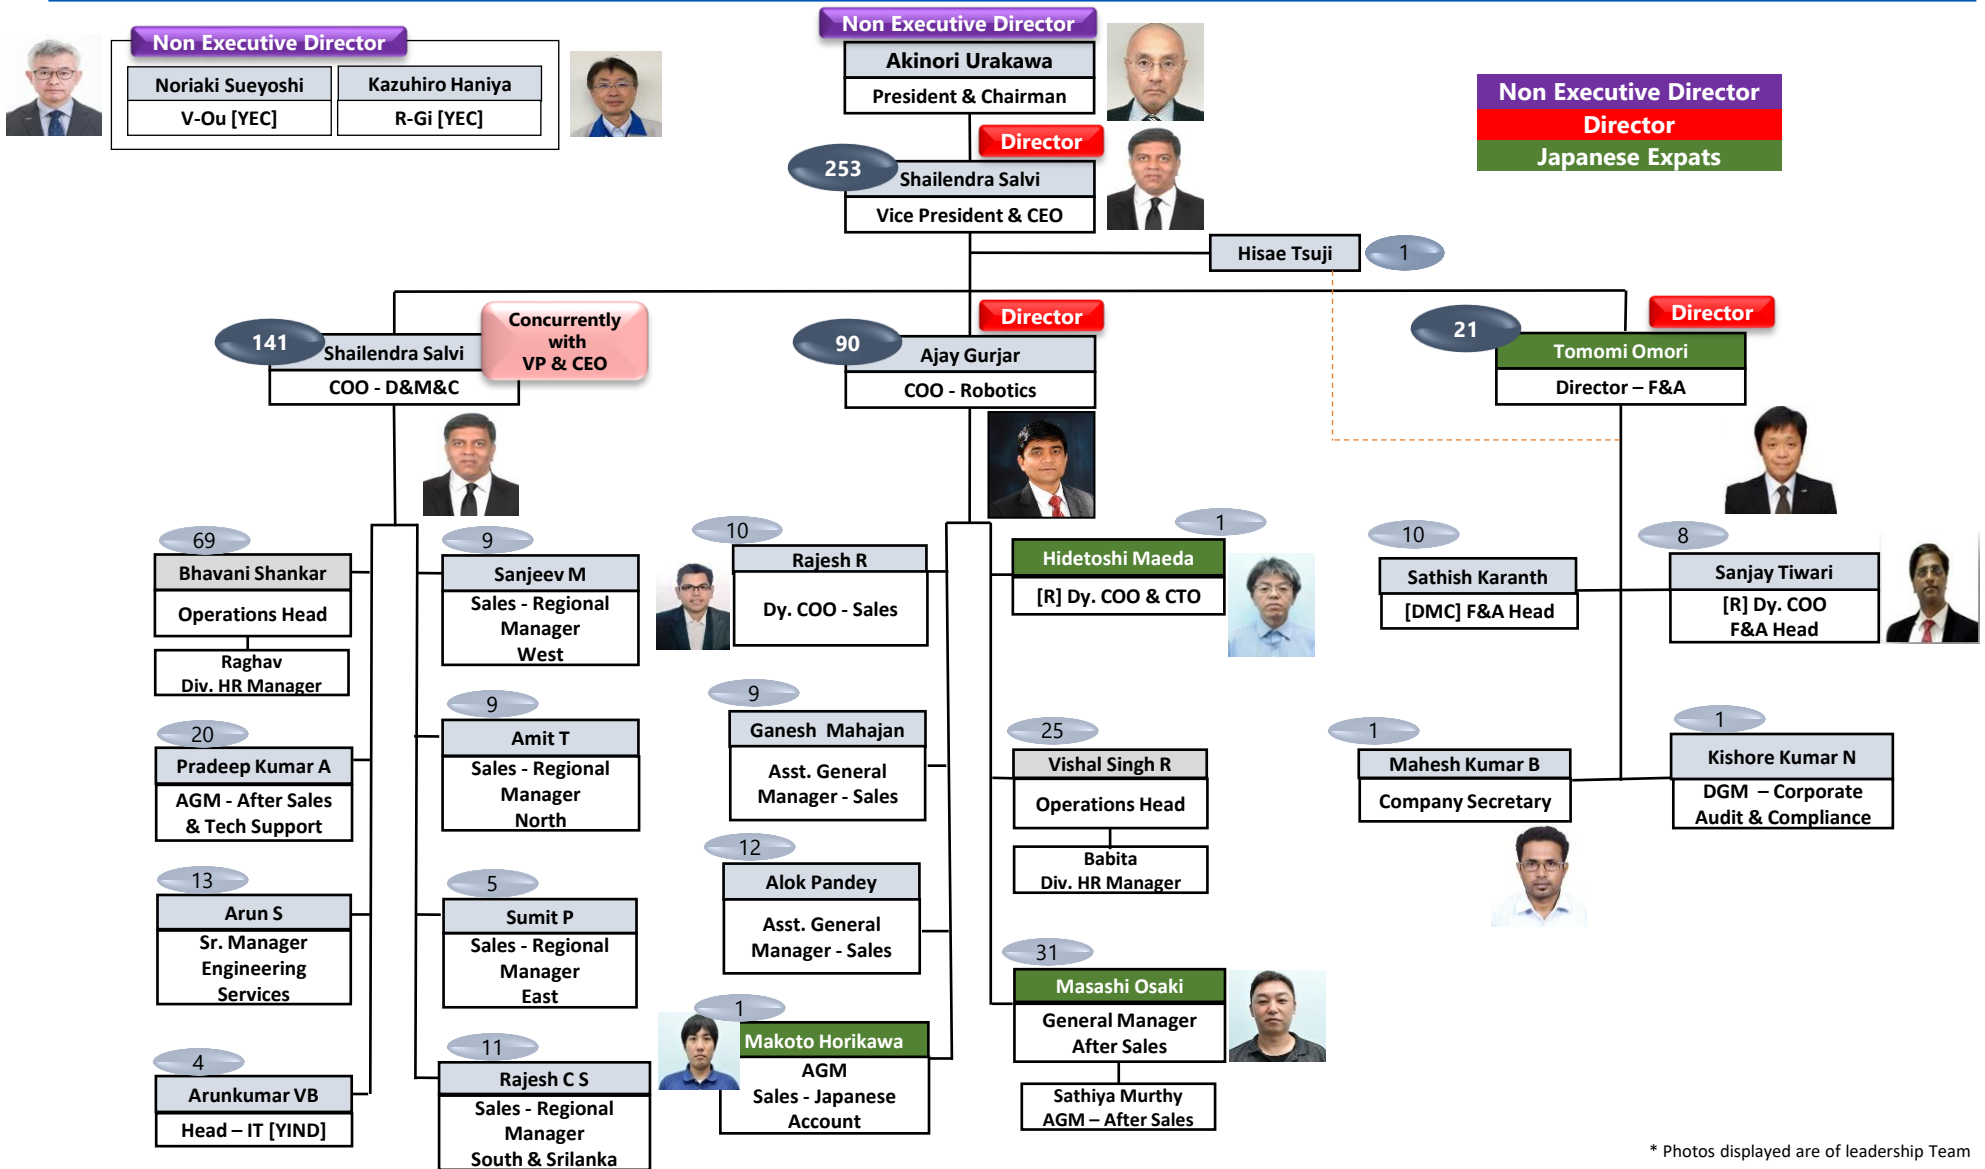 Non Executive Director
Noriaki Sueyoshi
V-Ou [YEC]
Kazuhiro Haniya
R-Gi [YEC]
Non Executive Director
Akinori Urakawa
President & Chairman
Non Executive Director
Director
Japanese Expats
Director
253
Shailendra Salvi
Vice President & CEO
Hisae Tsuji
1
141
Shailendra Salvi
COO - D&M&C
Concurrently
with
VP & CEO
Director
90
Ajay Gurjar
COO - Robotics
Director
21
Tomomi Omori
Director – F&A
69
Bhavani Shankar
Operations Head
Raghav
Div. HR Manager
20
Pradeep Kumar A
AGM - After Sales
& Tech Support
13
Arun S
Sr. Manager
Engineering
Services
4
Arunkumar VB
Head – IT [YIND]
9
Sanjeev M
Sales - Regional
Manager
West
9
Amit T
Sales - Regional
Manager
North
5
Sumit P
Sales - Regional
Manager
East
11
Rajesh C S
Sales - Regional
Manager
South & Srilanka
10
Rajesh R
Dy. COO - Sales
9
Ganesh Mahajan
Asst. General
Manager - Sales
12
Alok Pandey
Asst. General
Manager - Sales
1
Makoto Horikawa
AGM
Sales - Japanese
Account
1
Hidetoshi Maeda
[R] Dy. COO & CTO
25
Vishal Singh R
Operations Head
Babita
Div. HR Manager
31
Masashi Osaki
General Manager
After Sales
Sathiya Murthy
AGM – After Sales
10
Sathish Karanth
[DMC] F&A Head
8
Sanjay Tiwari
[R] Dy. COO
F&A Head
1
Mahesh Kumar B
Company Secretary
1
Kishore Kumar N
DGM – Corporate
Audit & Compliance
* Photos displayed are of leadership Team